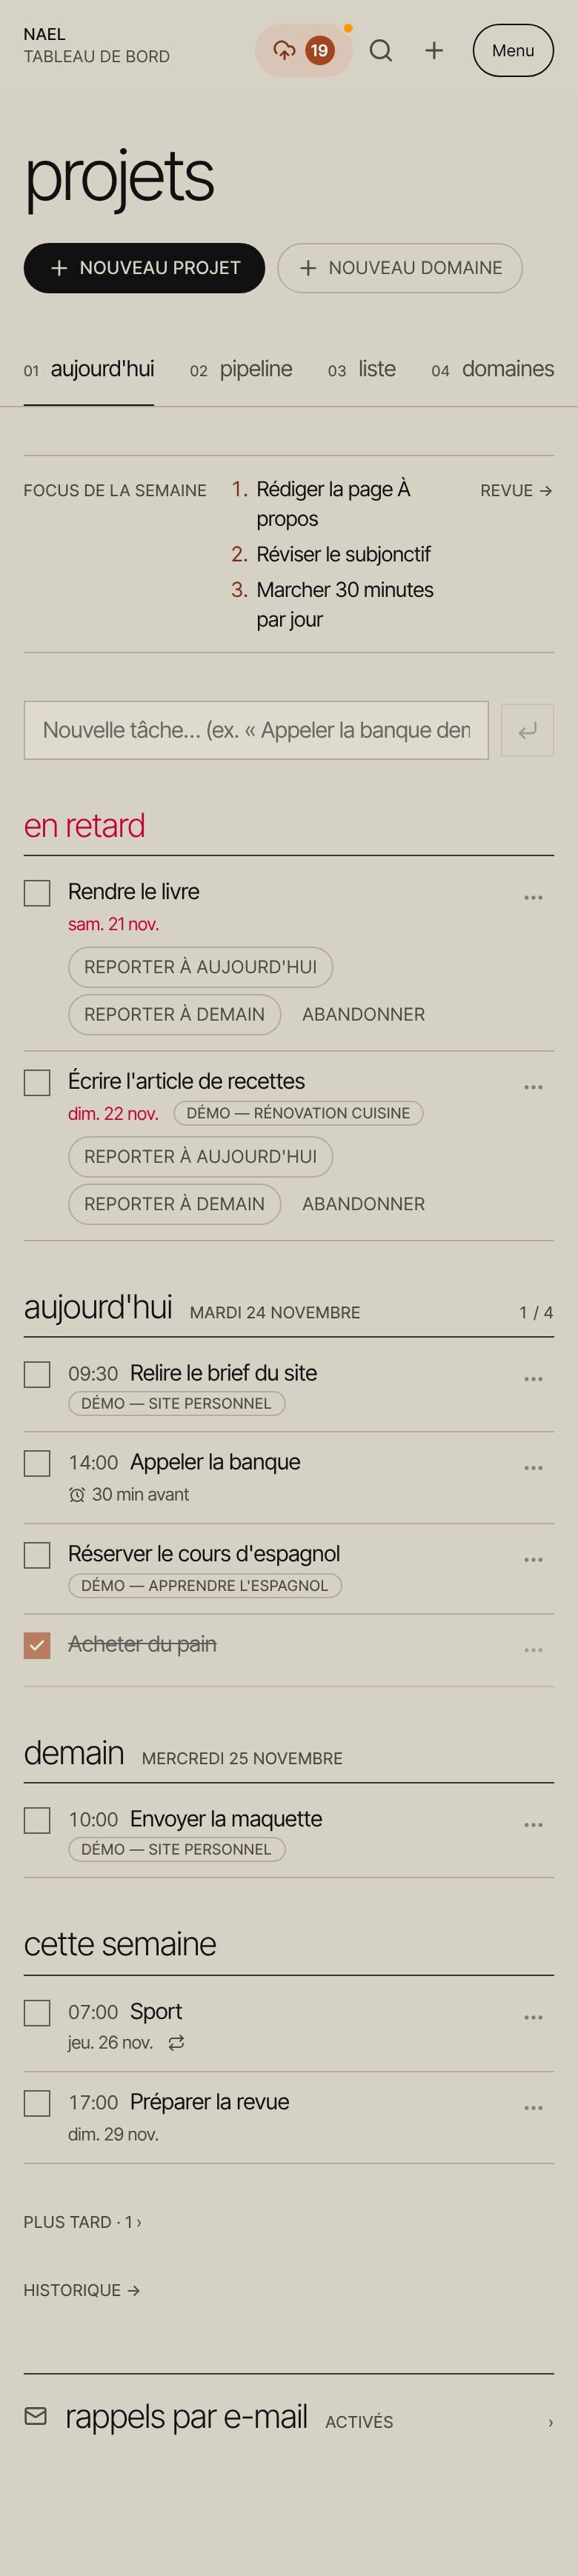 NAEL
TABLEAU DE BORD
19
Menu
projets
NOUVEAU PROJET
NOUVEAU DOMAINE
01 aujourd'hui
02 pipeline
03 liste
04 domaines
FOCUS DE LA SEMAINE
1. Rédiger la page À
propos
2. Réviser le subjonctif
3. Marcher 30 minutes
par jour
REVUE →
Nouvelle tâche… (ex. « Appeler la banque dem
en retard
Rendre le livre
sam. 21 nov.
REPORTER À AUJOURD'HUI
REPORTER À DEMAIN ABANDONNER
Écrire l'article de recettes
dim. 22 nov. DÉMO — RÉNOVATION CUISINE
REPORTER À AUJOURD'HUI
REPORTER À DEMAIN ABANDONNER
aujourd'hui MARDI 24 NOVEMBRE 1 / 4
09:30 Relire le brief du site
DÉMO — SITE PERSONNEL
14:00 Appeler la banque
30 min avant
Réserver le cours d'espagnol
DÉMO — APPRENDRE L'ESPAGNOL
Acheter du pain
demain MERCREDI 25 NOVEMBRE
10:00 Envoyer la maquette
DÉMO — SITE PERSONNEL
cette semaine
07:00 Sport
jeu. 26 nov.
17:00 Préparer la revue
dim. 29 nov.
PLUS TARD · 1 ›
HISTORIQUE →
rappels par e-mail ACTIVÉS ›